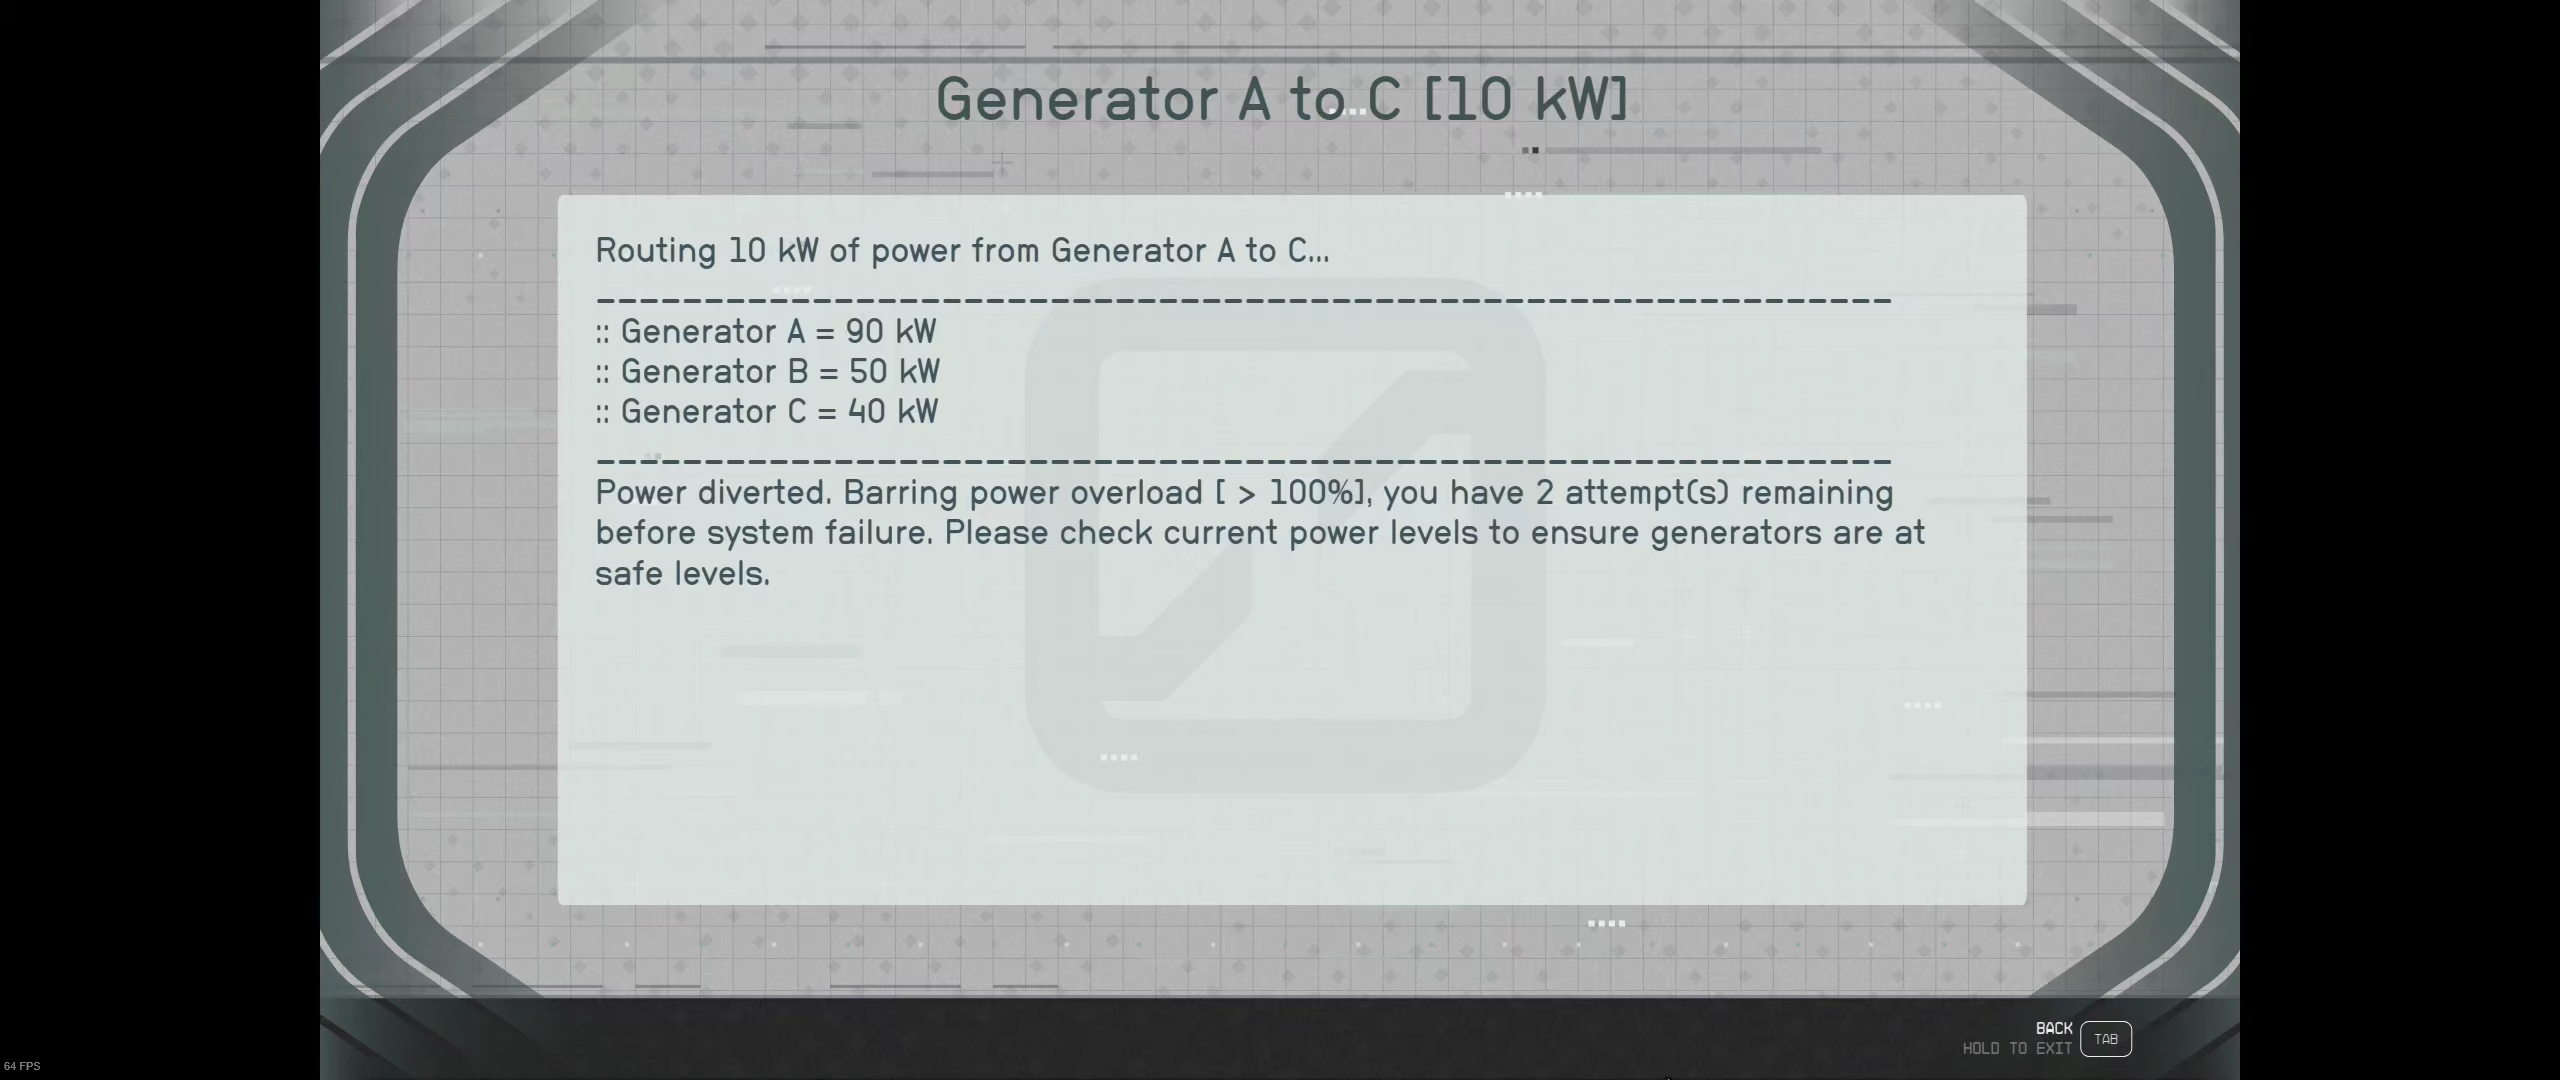 Generator A to C [10 kW]
Routing 10 kW of power from Generator A to C...
------------------------------------------------------------
:: Generator A = 90 kW
:: Generator B = 50 kW
:: Generator C = 40 kW
------------------------------------------------------------
Power diverted. Barring power overload [ > 100%], you have 2 attempt(s) remaining
before system failure. Please check current power levels to ensure generators are at
safe levels.
BACK
HOLD TO EXIT
TAB
64 FPS